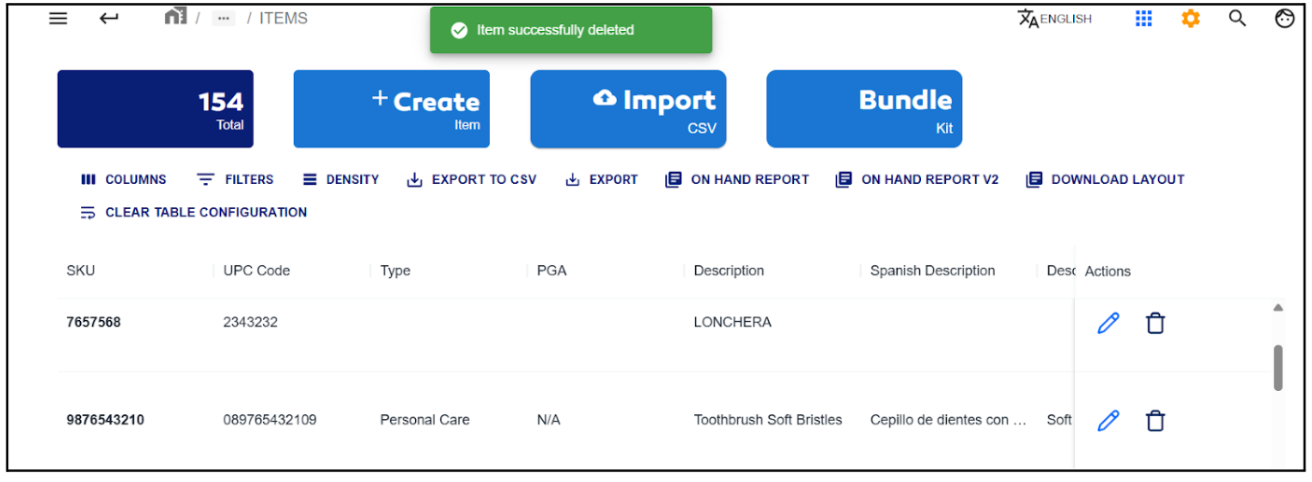 / ... / ITEMS
Item successfully deleted
ENGLISH
154
Total
+ Create
Item
Import
CSV
Bundle
Kit
COLUMNS FILTERS DENSITY EXPORT TO CSV EXPORT ON HAND REPORT ON HAND REPORT V2 DOWNLOAD LAYOUT
CLEAR TABLE CONFIGURATION
SKU UPC Code Type PGA Description Spanish Description Desc Actions
7657568 2343232 LONCHERA
9876543210 089765432109 Personal Care N/A Toothbrush Soft Bristles Cepillo de dientes con ... Soft